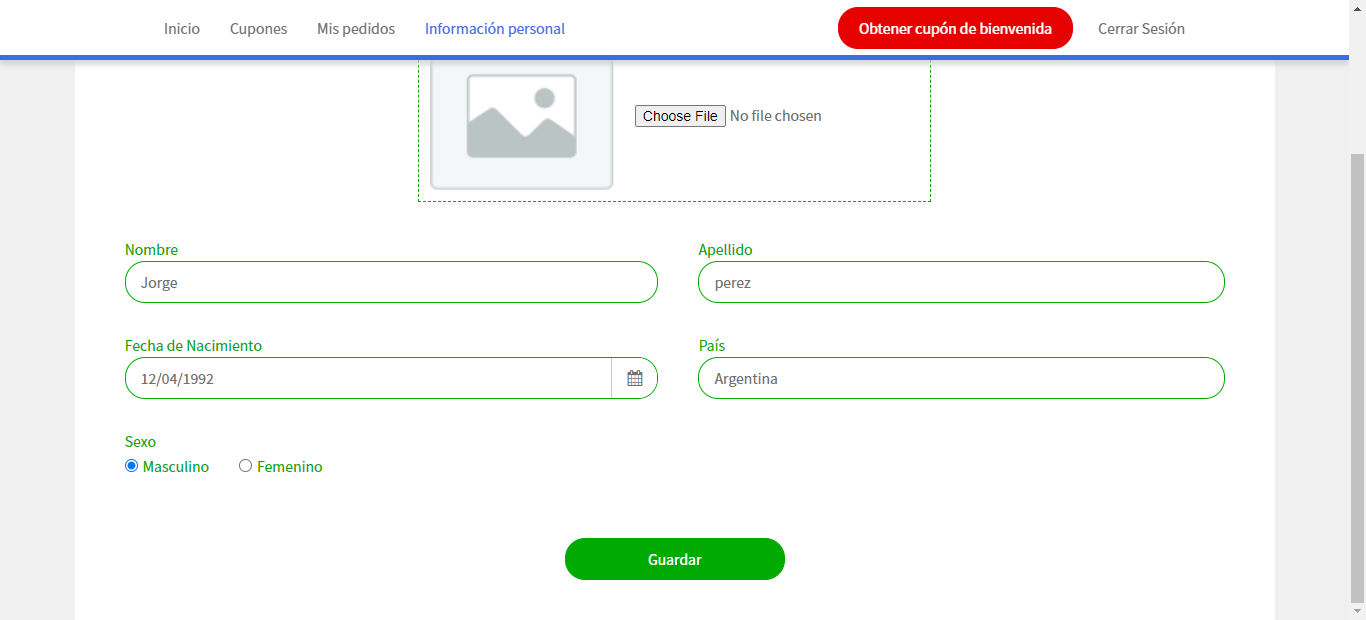 Inicio Cupones Mis pedidos Información personal Obtener cupón de bienvenida Cerrar Sesión
Choose File No file chosen
Nombre Apellido
Jorge perez
Fecha de Nacimiento País
12/04/1992 Argentina
Sexo
Masculino Femenino
Guardar